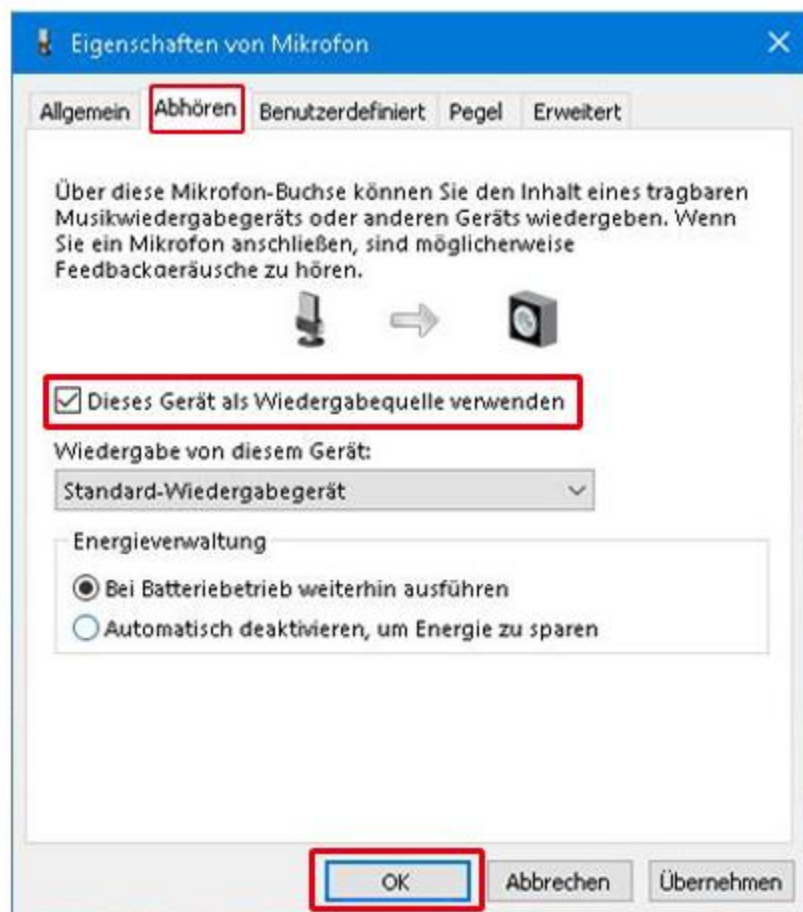 Eigenschaften von Mikrofon
Allgemein Abhören Benutzerdefiniert Pegel Erweitert
Über diese Mikrofon-Buchse können Sie den Inhalt eines tragbaren
Musikwiedergabegeräts oder anderen Geräts wiedergeben. Wenn
Sie ein Mikrofon anschließen, sind möglicherweise
Feedbackgeräusche zu hören.
Dieses Gerät als Wiedergabequelle verwenden
Wiedergabe von diesem Gerät:
Standard-Wiedergabegerät
Energieverwaltung
Bei Batteriebetrieb weiterhin ausführen
Automatisch deaktivieren, um Energie zu sparen
OK Abbrechen Übernehmen